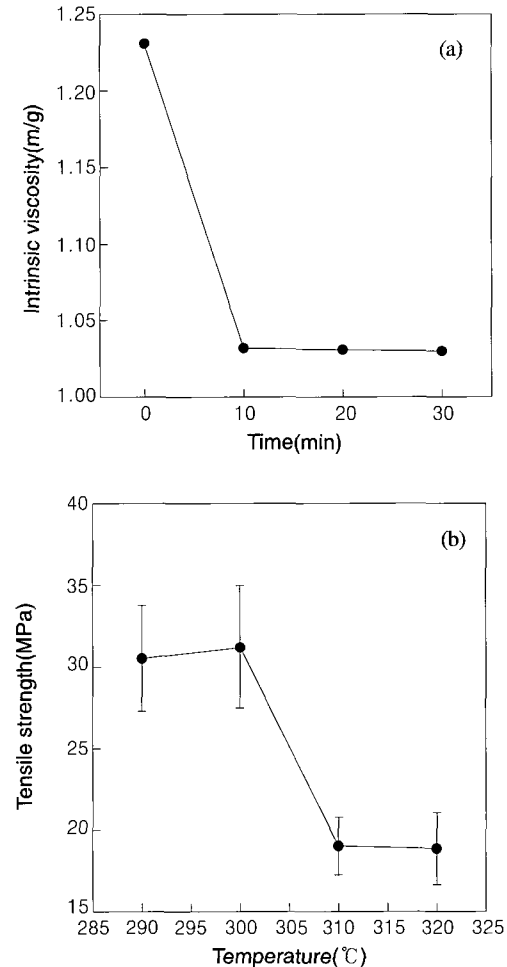 (a)
Intrinsic viscosity(m/g)
1.25
1.20
1.15
1.10
1.05
1.00
0 10 20 30
Time(min)
(b)
Tensile strength(MPa)
40
35
30
25
20
15
285 290 295 300 305 310 315 320 325
Temperature(℃)